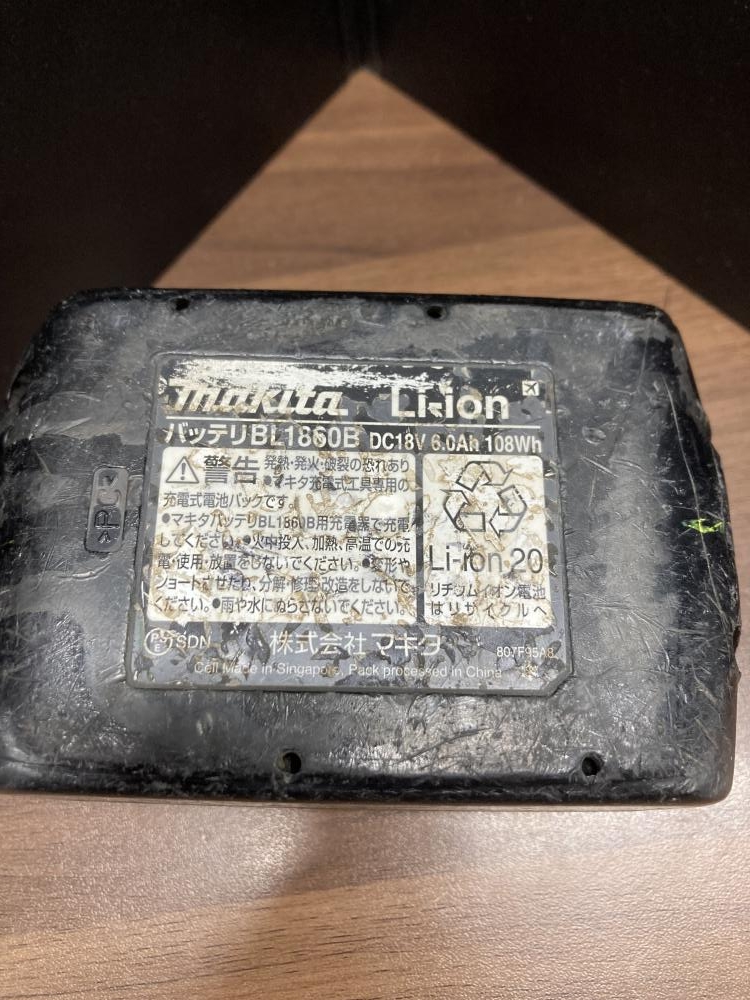 makita Li-ion
バッテリBL1860B DC18V 6.0Ah 108Wh
警告 発熱・発火・破裂の恐れあり
●マキタ充電式工具専用の
充電式電池パックです。
●マキタバッテリBL1860B用充電器で充電
してください。●火中投入、加熱、高温での充
電・使用・放置をしないでください。●変形や
ショートさせたり、分解・修理・改造をしないで
ください。●雨や水にぬらさないでください。
Li-ion 20
リチウムイオン電池
はリサイクルへ
PS
E SDN 株式会社マキタ 807F95A8
Cell Made in Singapore, Pack processed in China
>PC<